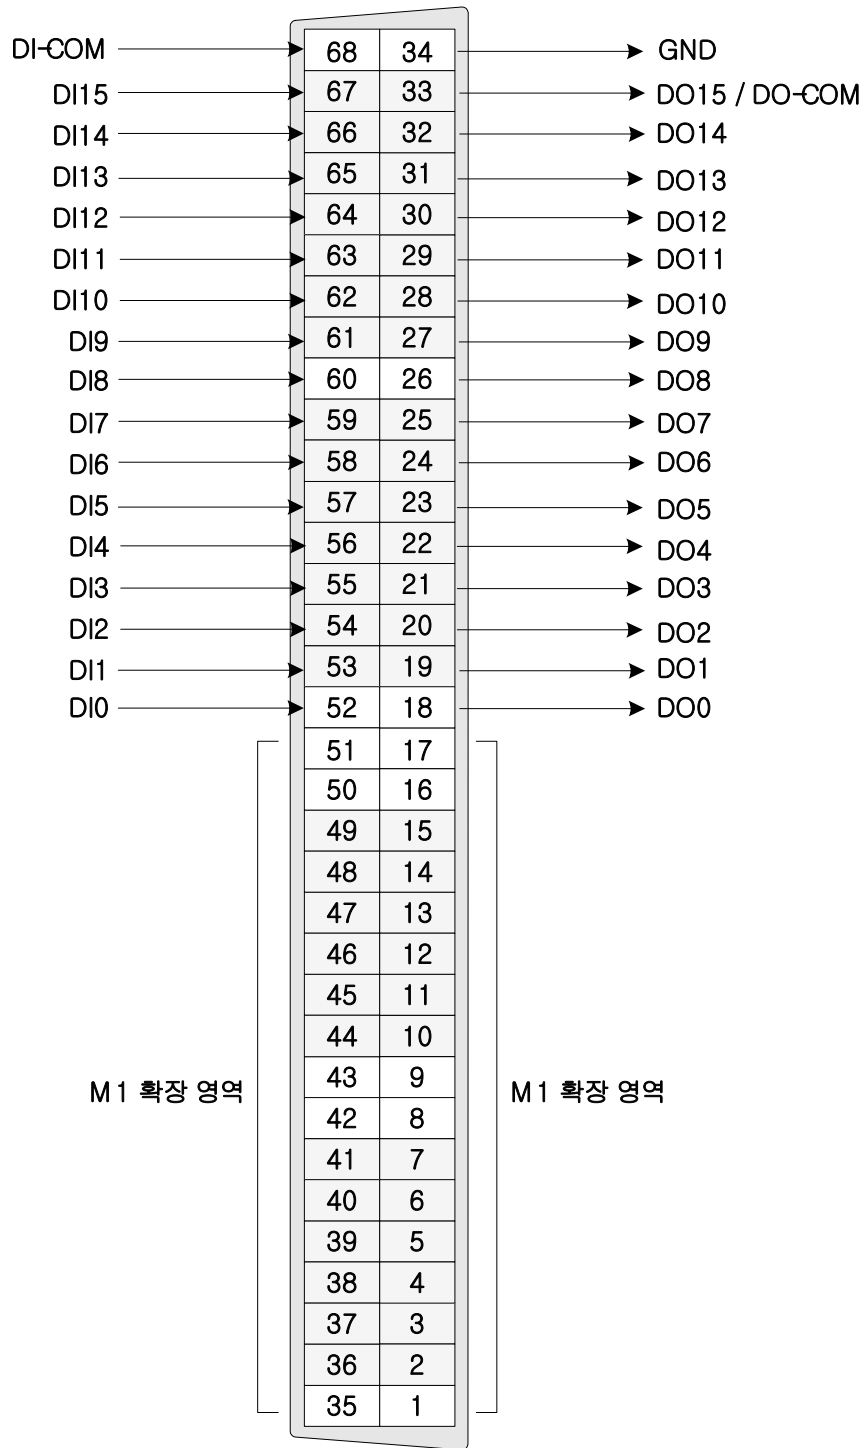 DI-COM 68 34 GND
DI15 67 33 DO15 / DO-COM
DI14 66 32 DO14
DI13 65 31 DO13
DI12 64 30 DO12
DI11 63 29 DO11
DI10 62 28 DO10
DI9 61 27 DO9
DI8 60 26 DO8
DI7 59 25 DO7
DI6 58 24 DO6
DI5 57 23 DO5
DI4 56 22 DO4
DI3 55 21 DO3
DI2 54 20 DO2
DI1 53 19 DO1
DI0 52 18 DO0
51 17
50 16
49 15
48 14
47 13
46 12
45 11
44 10
43 9
M1 확장 영역 M1 확장 영역
42 8
41 7
40 6
39 5
38 4
37 3
36 2
35 1